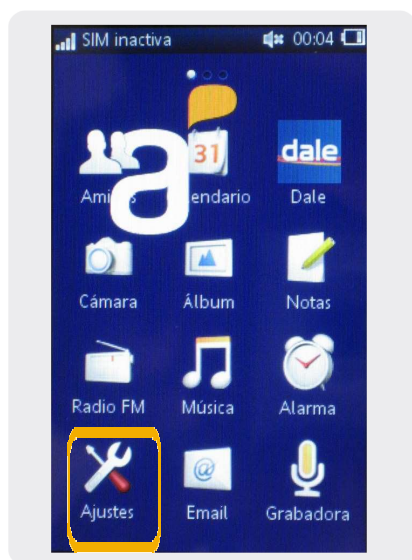 SIM inactiva 00:04
31 dale
a
Dale
Cámara Álbum Notas
Radio FM Música Alarma
@
Ajustes Email Grabadora